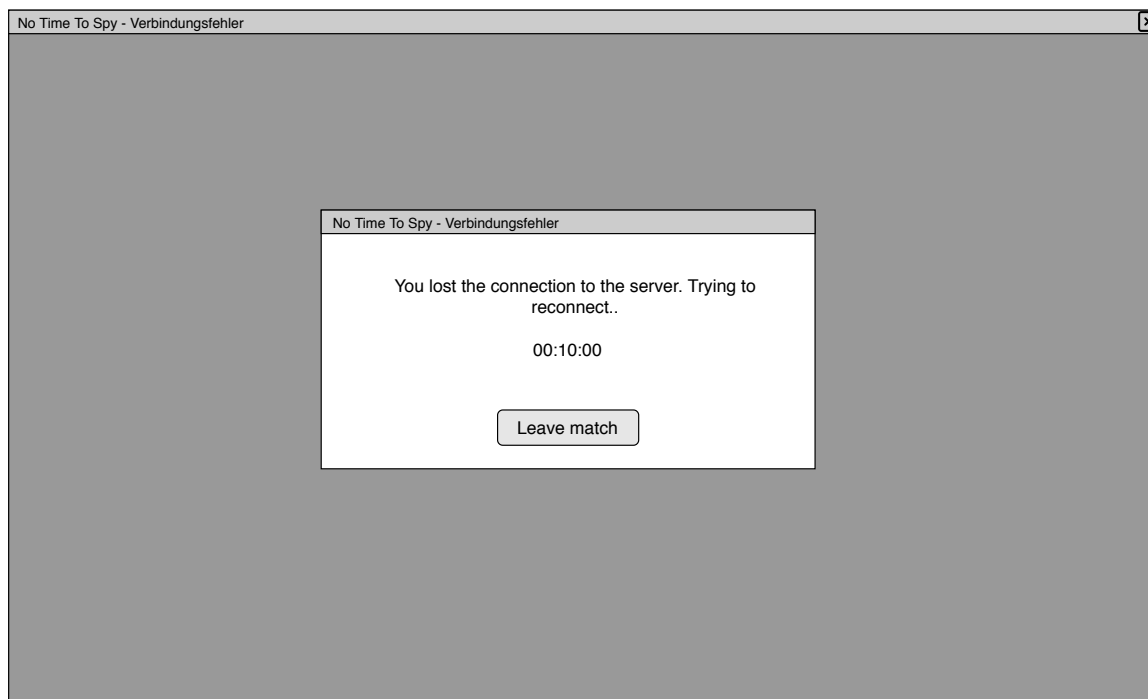 No Time To Spy - Verbindungsfehler
No Time To Spy - Verbindungsfehler
You lost the connection to the server. Trying to
reconnect..
00:10:00
Leave match